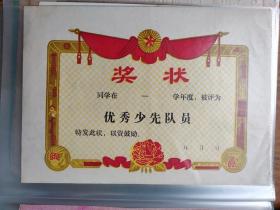 奖状
同学在 — 学年度，被评为
优秀少先队员
特发此状，以资鼓励。
年 月 日